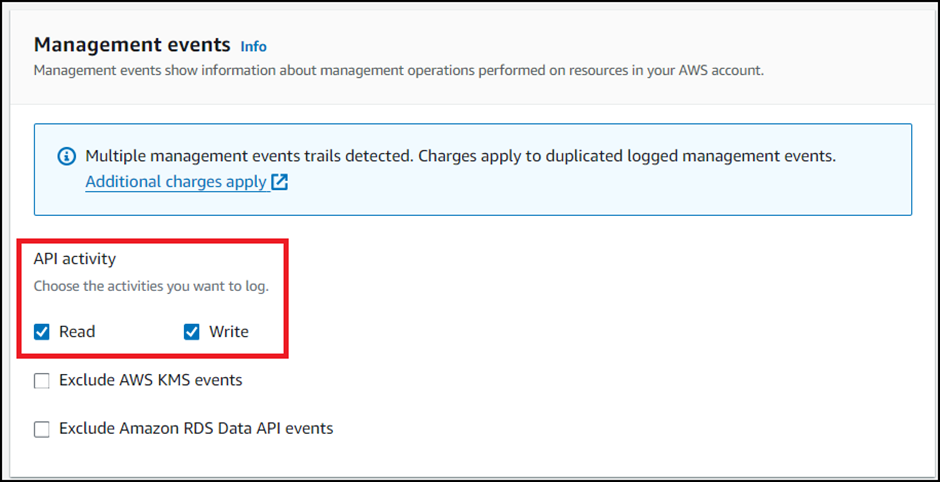 Management events Info
Management events show information about management operations performed on resources in your AWS account.
Multiple management events trails detected. Charges apply to duplicated logged management events.
Additional charges apply
API activity
Choose the activities you want to log.
Read Write
Exclude AWS KMS events
Exclude Amazon RDS Data API events